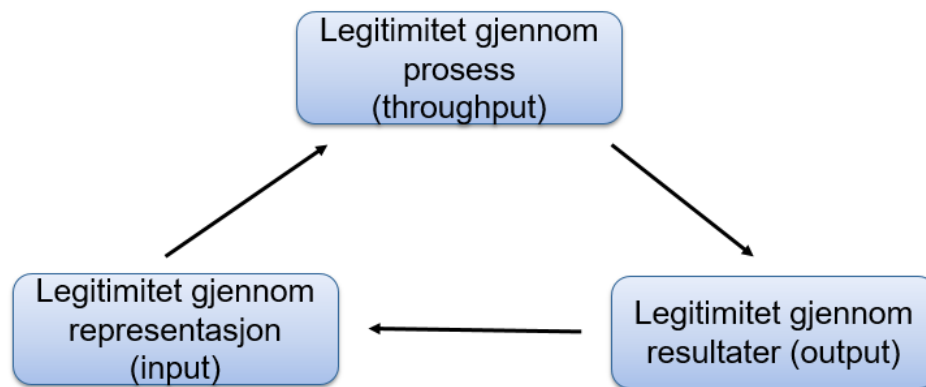 Legitimitet gjennom
prosess
(throughput)
Legitimitet gjennom
representasjon
(input)
Legitimitet gjennom
resultater (output)